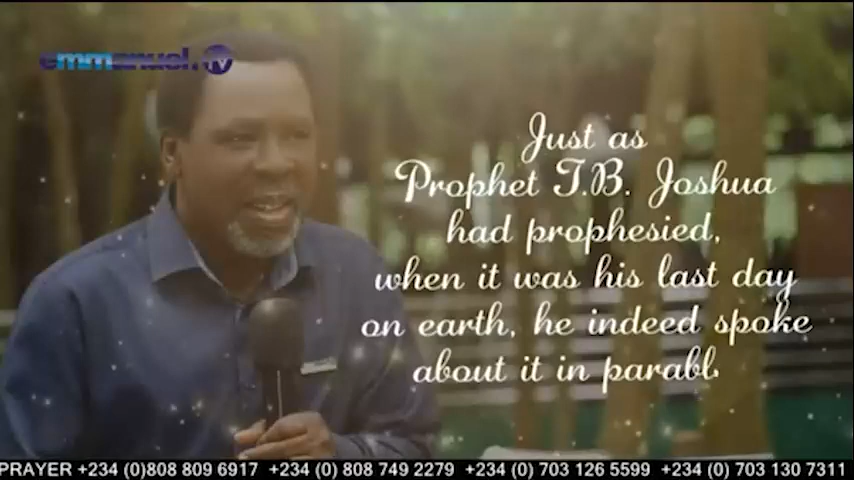 emmanuel.tv
Just as
Prophet T.B. Joshua
had prophesied,
when it was his last day
on earth, he indeed spoke
about it in parabl
PRAYER +234 (0)808 809 6917 +234 (0) 808 749 2279 +234 (0) 703 126 5599 +234 (0) 703 130 7311